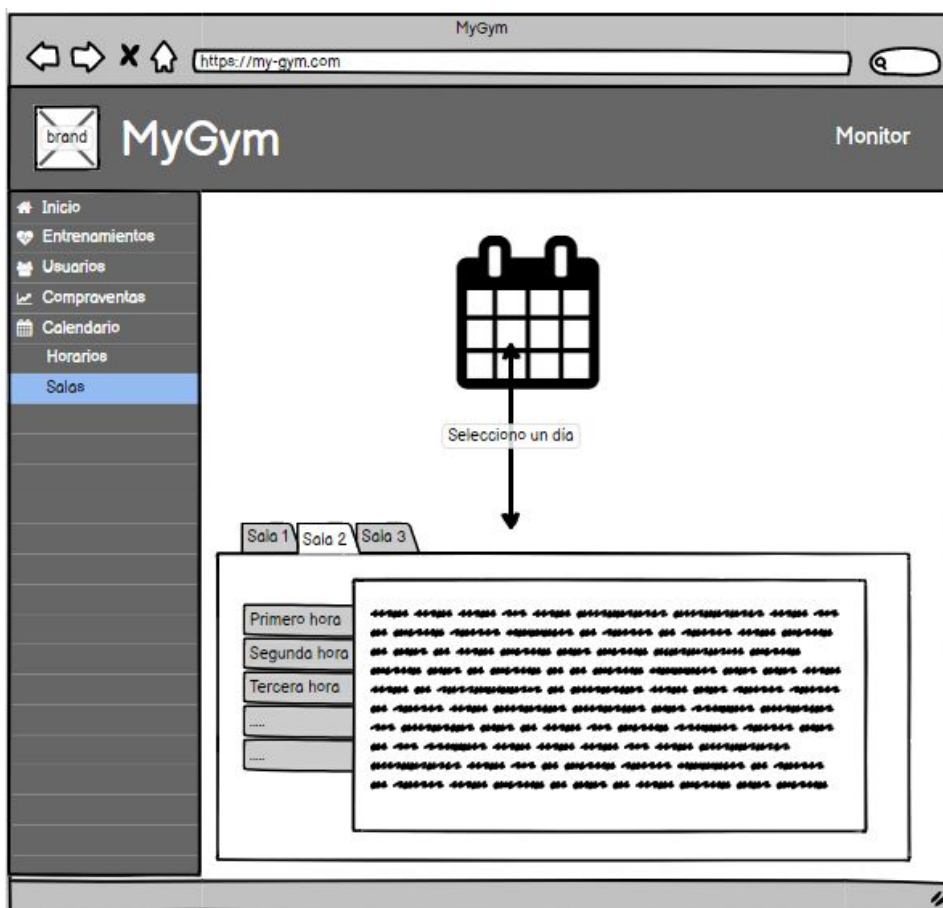 MyGym
https://my-gym.com
brand
MyGym
Monitor
Inicio
Entrenamientos
Usuarios
Compraventas
Calendario
Horarios
Salas
Selecciono un día
Sala 1
Sala 2
Sala 3
Primero hora
Segunda hora
Tercera hora
.....
.....